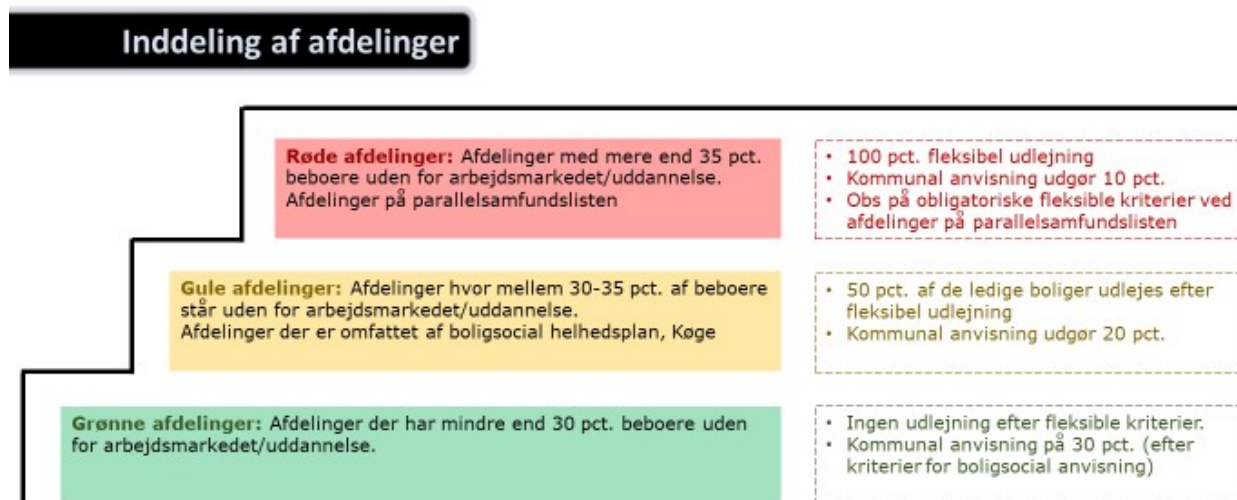 Inddeling af afdelinger
Røde afdelinger: Afdelinger med mere end 35 pct.
beboere uden for arbejdsmarkedet/uddannelse.
Afdelinger på parallelsamfundslisten
• 100 pct. fleksibel udlejning
• Kommunal anvisning udgør 10 pct.
• Obs på obligatoriske fleksible kriterier ved
afdelinger på parallelsamfundslisten
Gule afdelinger: Afdelinger hvor mellem 30-35 pct. af beboere
står uden for arbejdsmarkedet/uddannelse.
Afdelinger der er omfattet af boligsocial helhedsplan, Køge
• 50 pct. af de ledige boliger udlejes efter
fleksibel udlejning
• Kommunal anvisning udgør 20 pct.
Grønne afdelinger: Afdelinger der har mindre end 30 pct. beboere uden
for arbejdsmarkedet/uddannelse.
• Ingen udlejning efter fleksible kriterier.
• Kommunal anvisning på 30 pct. (efter
kriterier for boligsocial anvisning)